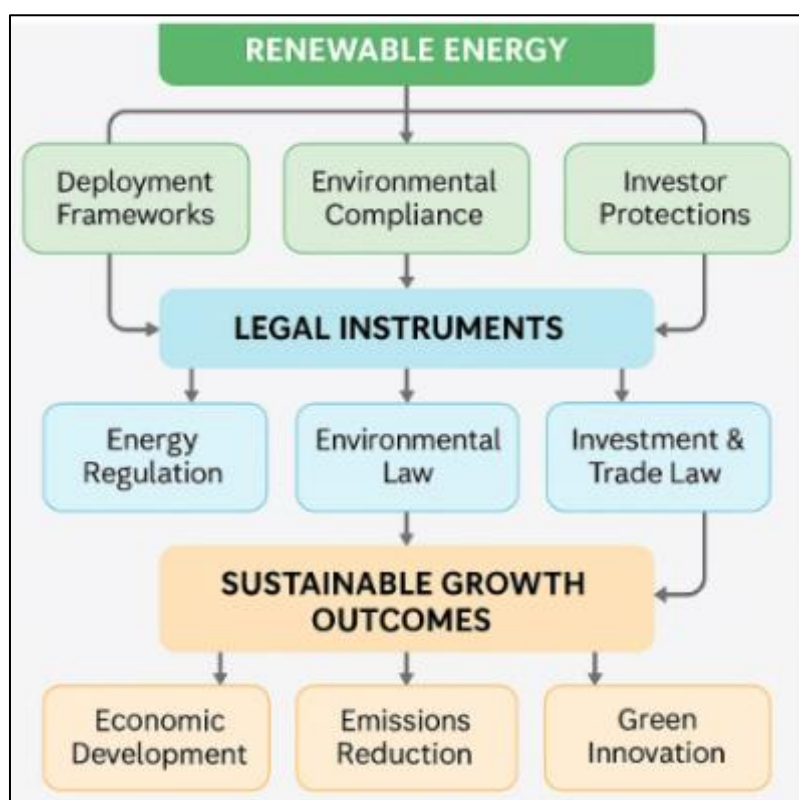 RENEWABLE ENERGY
Deployment
Frameworks
Environmental
Compliance
Investor
Protections
LEGAL INSTRUMENTS
Energy
Regulation
Environmental
Law
Investment &
Trade Law
SUSTAINABLE GROWTH
OUTCOMES
Economic
Development
Emissions
Reduction
Green
Innovation